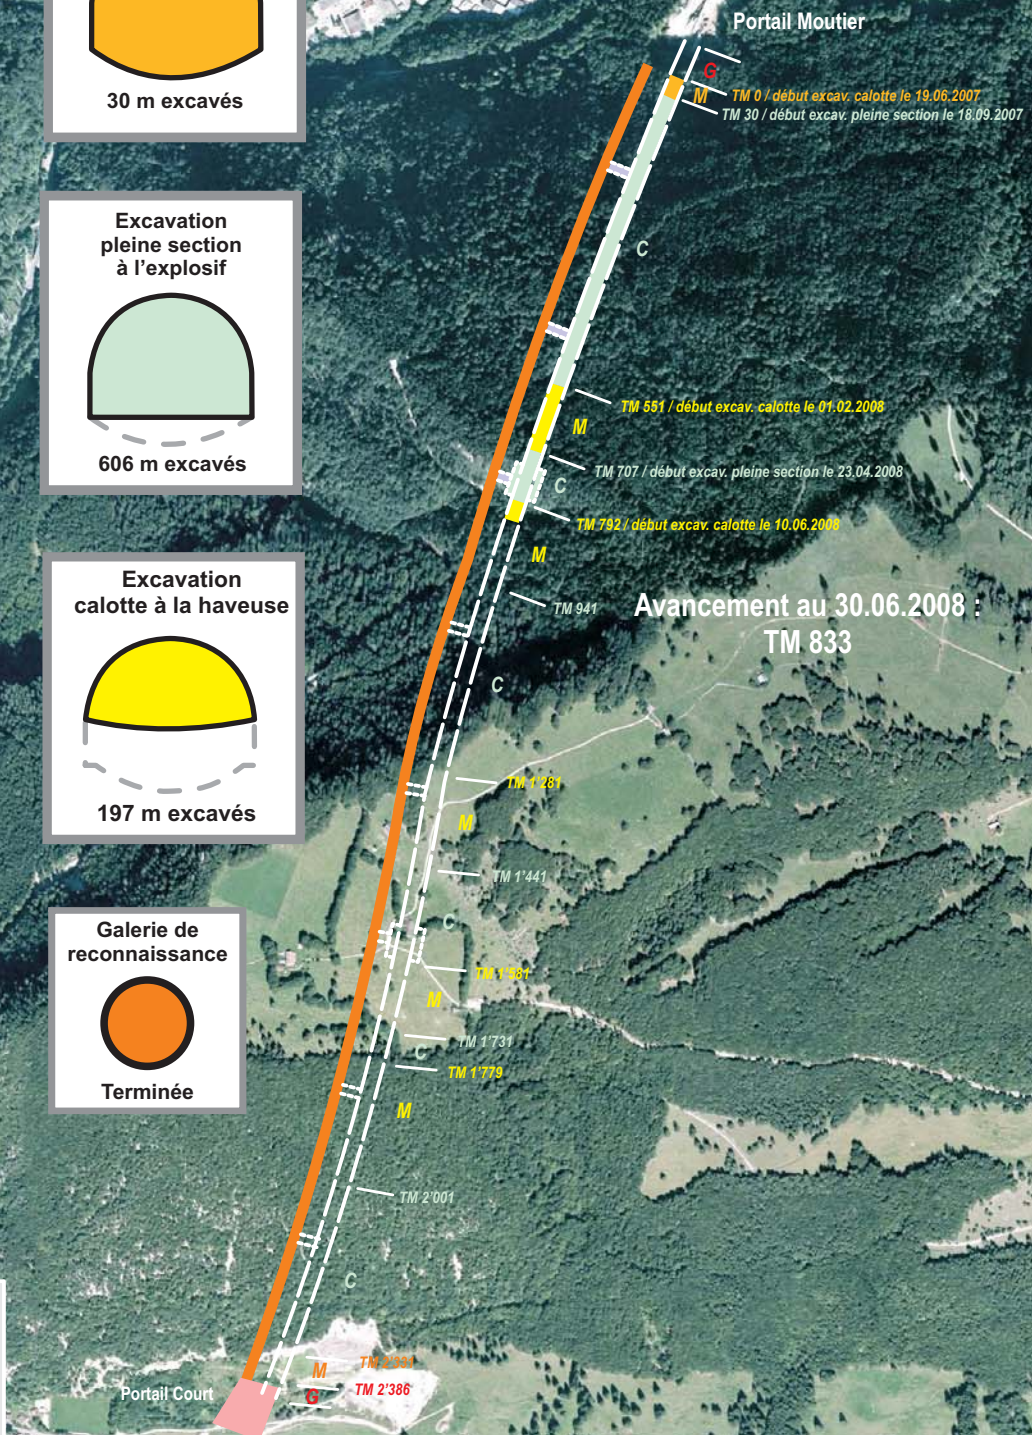 30 m excavés
Excavation
pleine section
à l'explosif
606 m excavés
Excavation
calotte à la haveuse
197 m excavés
Galerie de
reconnaissance
Terminée
Portail Moutier
G
M
TM 0 / début excav. calotte le 19.06.2007
TM 30 / début excav. pleine section le 18.09.2007
C
TM 551 / début excav. calotte le 01.02.2008
M
TM 707 / début excav. pleine section le 23.04.2008
C
TM 792 / début excav. calotte le 10.06.2008
M
TM 941
Avancement au 30.06.2008 :
TM 833
C
TM 1'281
M
TM 1'441
C
TM 1'581
M
TM 1'731
C
TM 1'779
M
TM 2'001
C
TM 2'333
M
TM 2'386
G
Portail Court